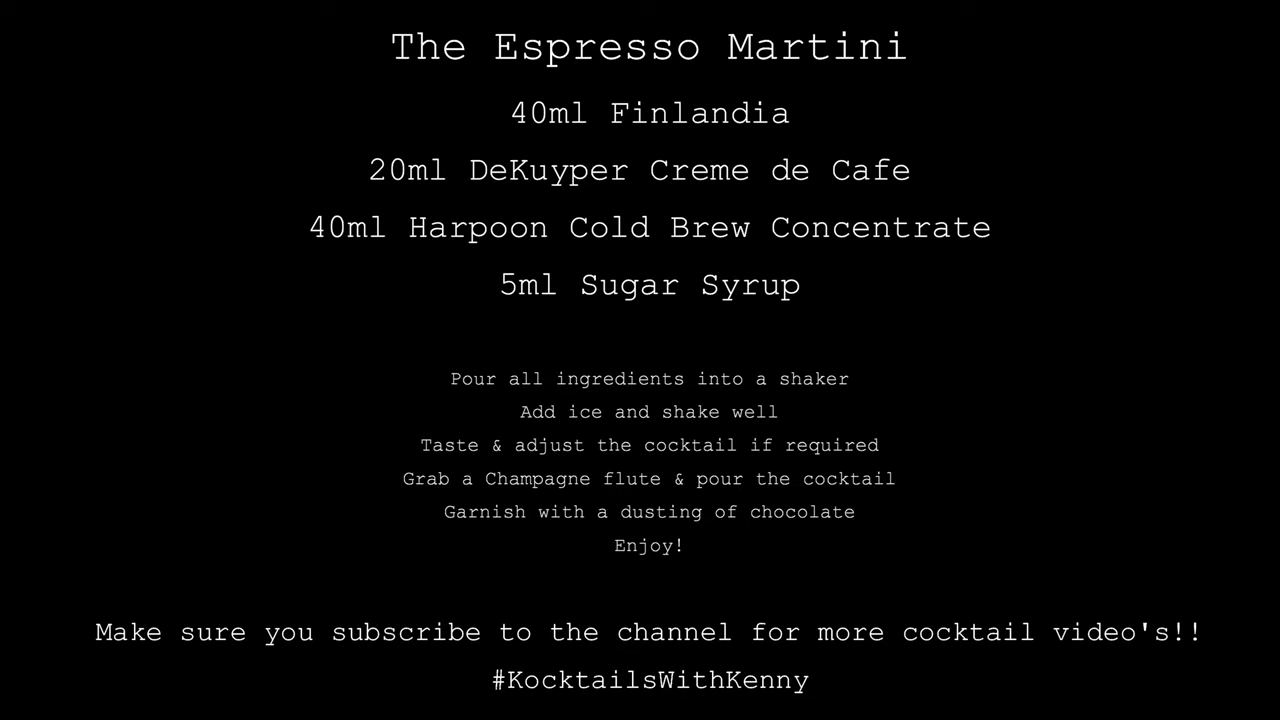 The Espresso Martini
40ml Finlandia
20ml DeKuyper Creme de Cafe
40ml Harpoon Cold Brew Concentrate
5ml Sugar Syrup
Pour all ingredients into a shaker
Add ice and shake well
Taste & adjust the cocktail if required
Grab a Champagne flute & pour the cocktail
Garnish with a dusting of chocolate
Enjoy!
Make sure you subscribe to the channel for more cocktail video's!!
#KocktailsWithKenny